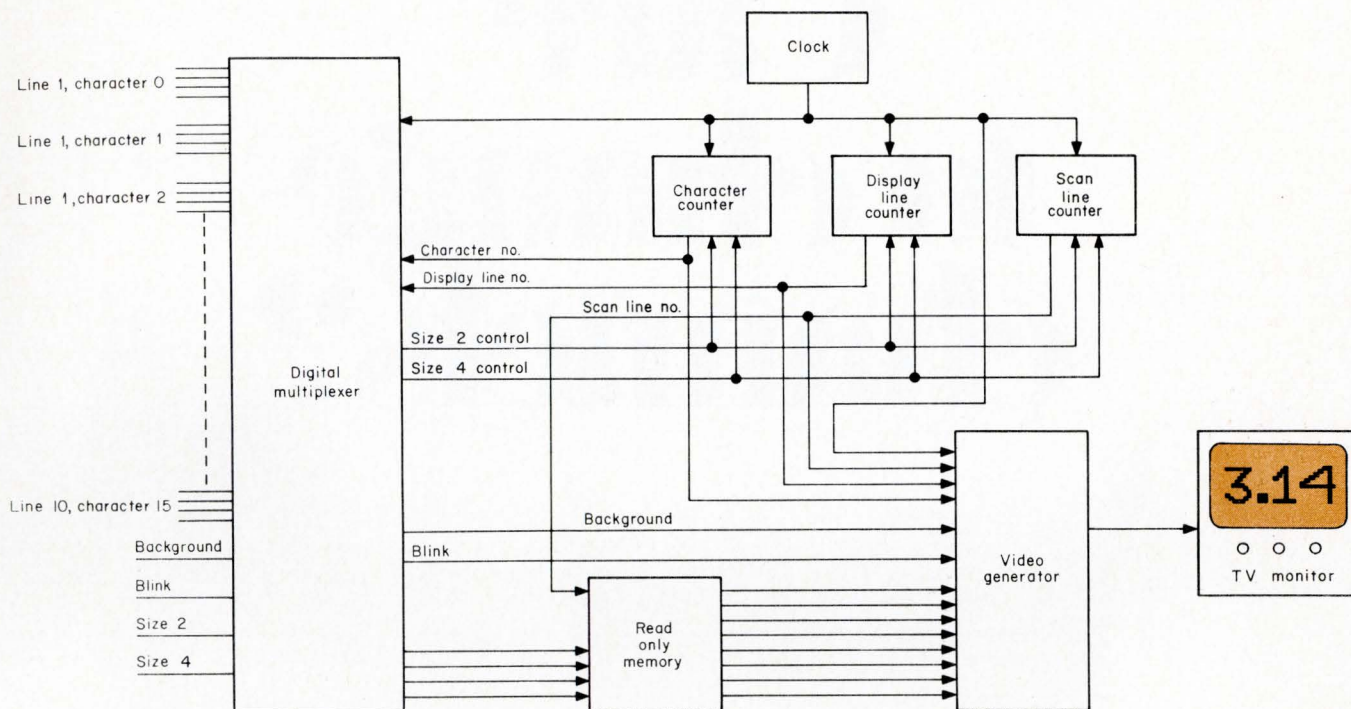 Clock
Line 1, character 0
Line 1, character 1
Line 1, character 2
Character
counter
Display
line
counter
Scan
line
counter
Character no.
Display line no.
Scan line no.
Size 2 control
Size 4 control
Digital
multiplexer
3.14
TV monitor
Line 10, character 15
Background
Blink
Size 2
Size 4
Background
Blink
Read
only
memory
Video
generator